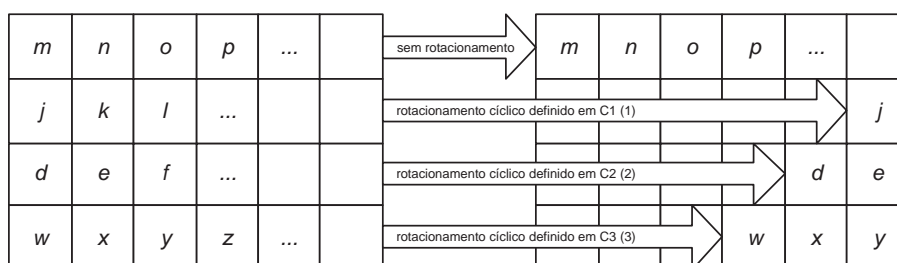 m n o p ... sem rotacionamento m n o p ...
j k l ... rotacionamento cíclico definido em C1 (1) j
d e f ... rotacionamento cíclico definido em C2 (2) d e
w x y z ... rotacionamento cíclico definido em C3 (3) w x y